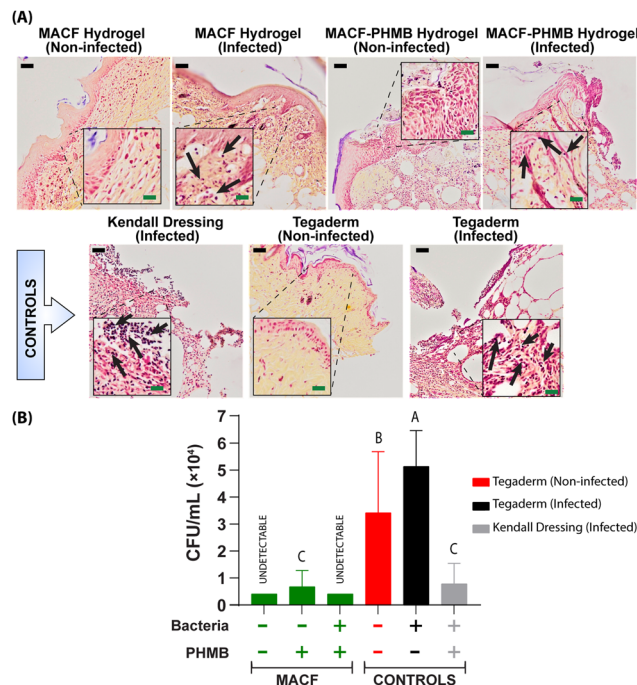 (A)
MACF Hydrogel
(Non-infected)
MACF Hydrogel
(Infected)
MACF-PHMB Hydrogel
(Non-infected)
MACF-PHMB Hydrogel
(Infected)
Kendall Dressing
(Infected)
Tegaderm
(Non-infected)
Tegaderm
(Infected)
CONTROLS
(B)
CFU/mL (×10⁴)
7
6
5
4
3
2
1
0
UNDETECTABLE
C
UNDETECTABLE
B
A
C
Tegaderm (Non-infected)
Tegaderm (Infected)
Kendall Dressing (Infected)
Bacteria - - + - + +
PHMB - + + - - +
MACF CONTROLS